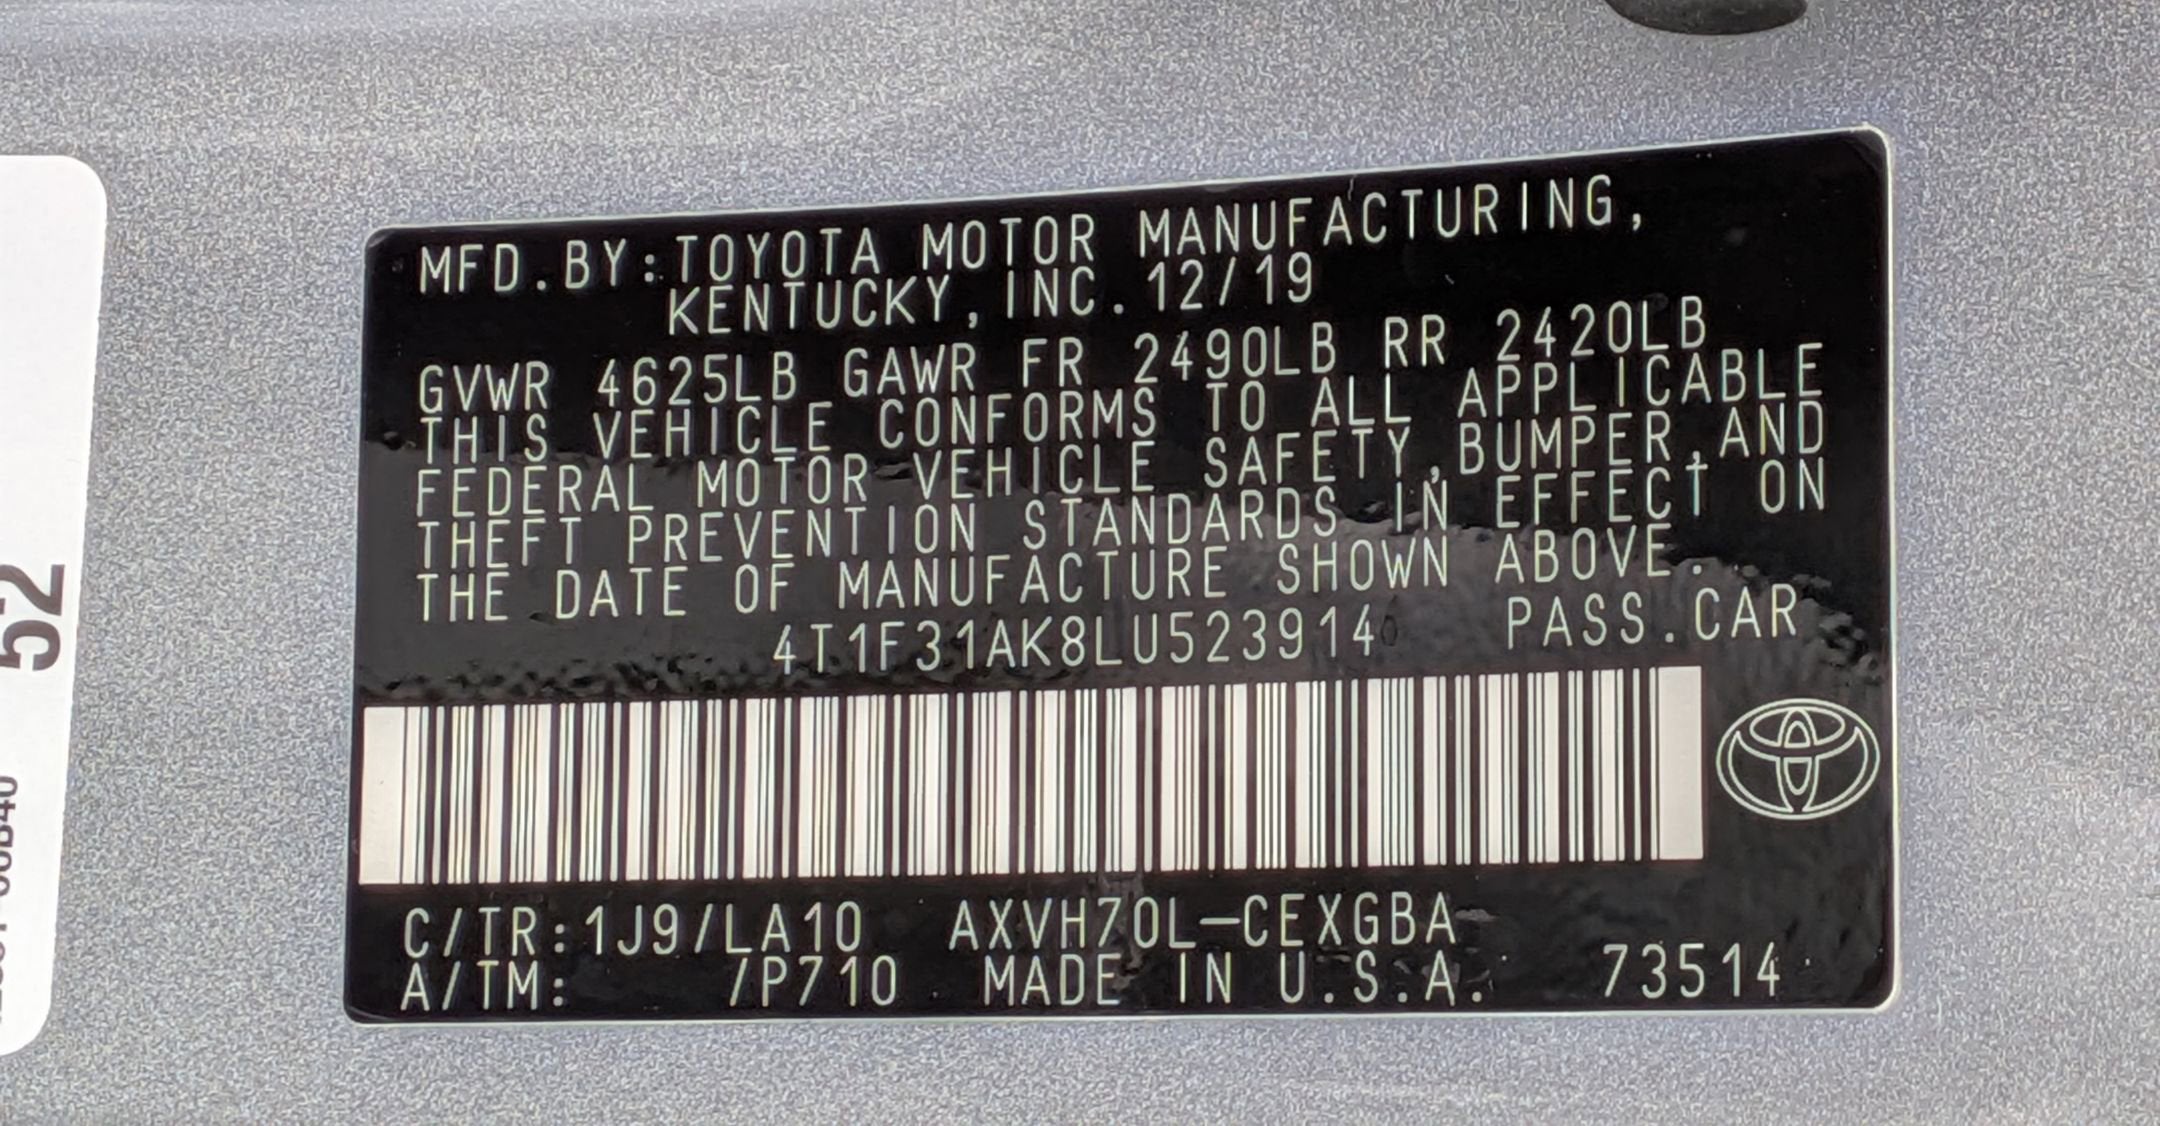 MFD.BY:TOYOTA MOTOR MANUFACTURING,
KENTUCKY, INC. 12/19
GVWR 4625LB GAWR FR 2490LB RR 2420LB
THIS VEHICLE CONFORMS TO ALL APPLICABLE
FEDERAL MOTOR VEHICLE SAFETY,BUMPER,AND
THEFT PREVENTION STANDARDS IN EFFECT ON
THE DATE OF MANUFACTURE SHOWN ABOVE.
4T1F31AK8LU523914 PASS.CAR
C/TR:1J9/LA10 AXVH70L-CEXGBA
A/TM: /P710 MADE IN U.S.A. 73514
52